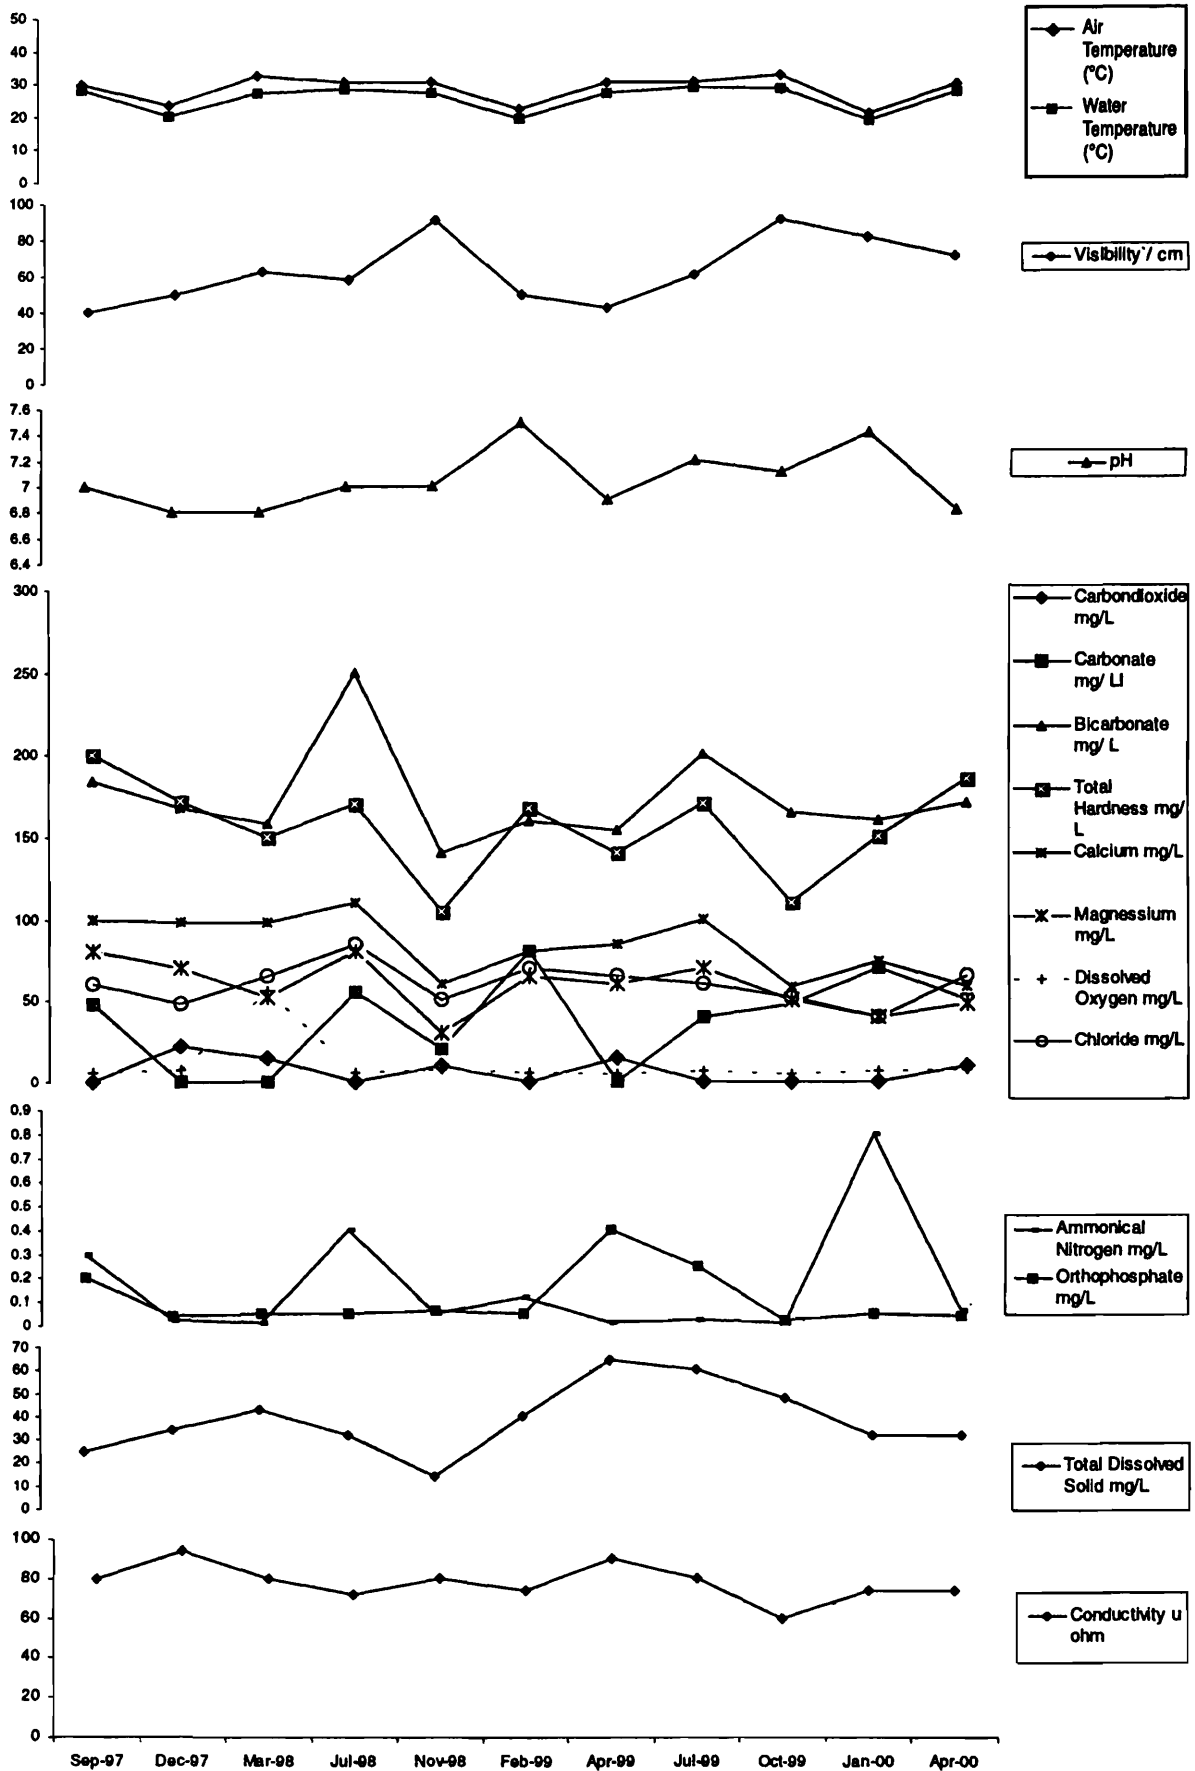 50
40
30
20
10
0
Air
Temperature
(°C)
Water
Temperature
(°C)
100
80
60
40
20
0
Visibility / cm
7.6
7.4
7.2
7
6.8
6.6
6.4
pH
300
250
200
150
100
50
0
Carbondioxide
mg/L
Carbonate
mg/ Ll
Bicarbonate
mg/ L
Total
Hardness mg/
L
Calcium mg/L
Magnessium
mg/L
Dissolved
Oxygen mg/L
Chloride mg/L
0.9
0.8
0.7
0.6
0.5
0.4
0.3
0.2
0.1
0
Ammonical
Nitrogen mg/L
Orthophosphate
mg/L
70
60
50
40
30
20
10
0
Total Dissolved
Solid mg/L
100
80
60
40
20
0
Conductivity u
ohm
Sep-97 Dec-97 Mar-98 Jul-98 Nov-98 Feb-99 Apr-99 Jul-99 Oct-99 Jan-00 Apr-00